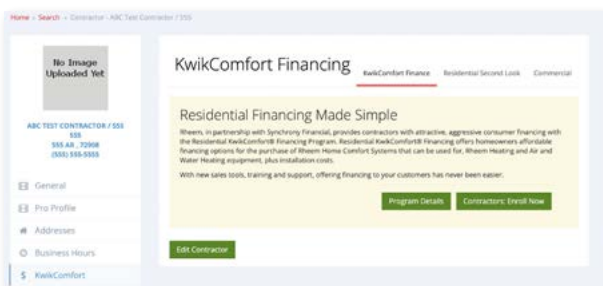 Home » Search » Contractor - ABC Test Contractor / 555
No Image
Uploaded Yet
ABC TEST CONTRACTOR / 555
555
555 AR , 72908
(555) 555-5555
General
Pro Profile
Addresses
Business Hours
KwikComfort
KwikComfort Financing
KwikComfort Finance
Residential Second Look
Commercial
Residential Financing Made Simple
Rheem, in partnership with Synchrony Financial, provides contractors with attractive, aggressive consumer financing with
the Residential KwikComfort® Financing Program. Residential KwikComfort® Financing offers homeowners affordable
financing options for the purchase of Rheem Home Comfort Systems that can be used for, Rheem Heating and Air and
Water Heating equipment, plus installation costs.
With new sales tools, training and support, offering financing to your customers has never been easier.
Program Details
Contractors: Enroll Now
Edit Contractor